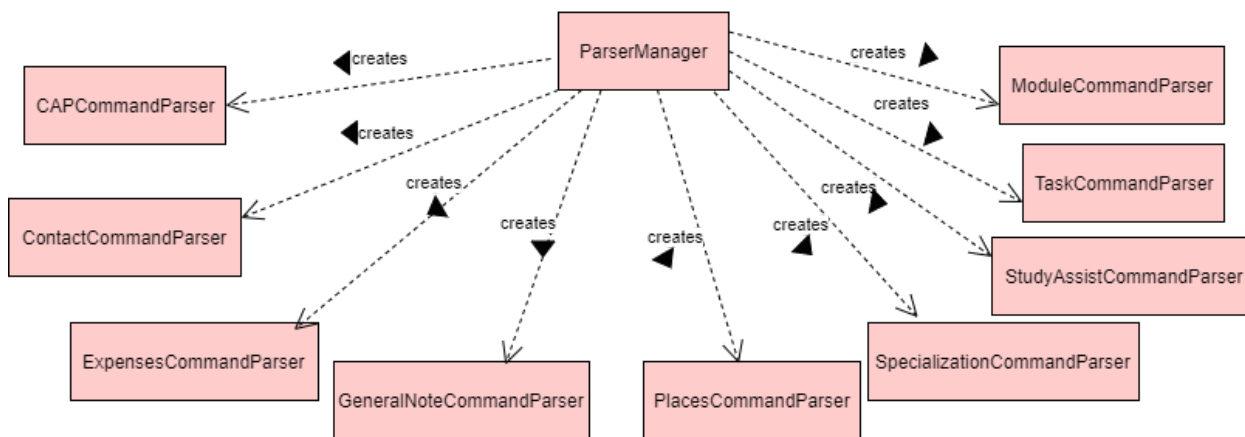 ParserManager
creates
creates
CAPCommandParser
ModuleCommandParser
creates
creates
TaskCommandParser
creates
creates
ContactCommandParser
creates
creates
creates
StudyAssistCommandParser
ExpensesCommandParser
SpecializationCommandParser
GeneralNoteCommandParser
PlacesCommandParser